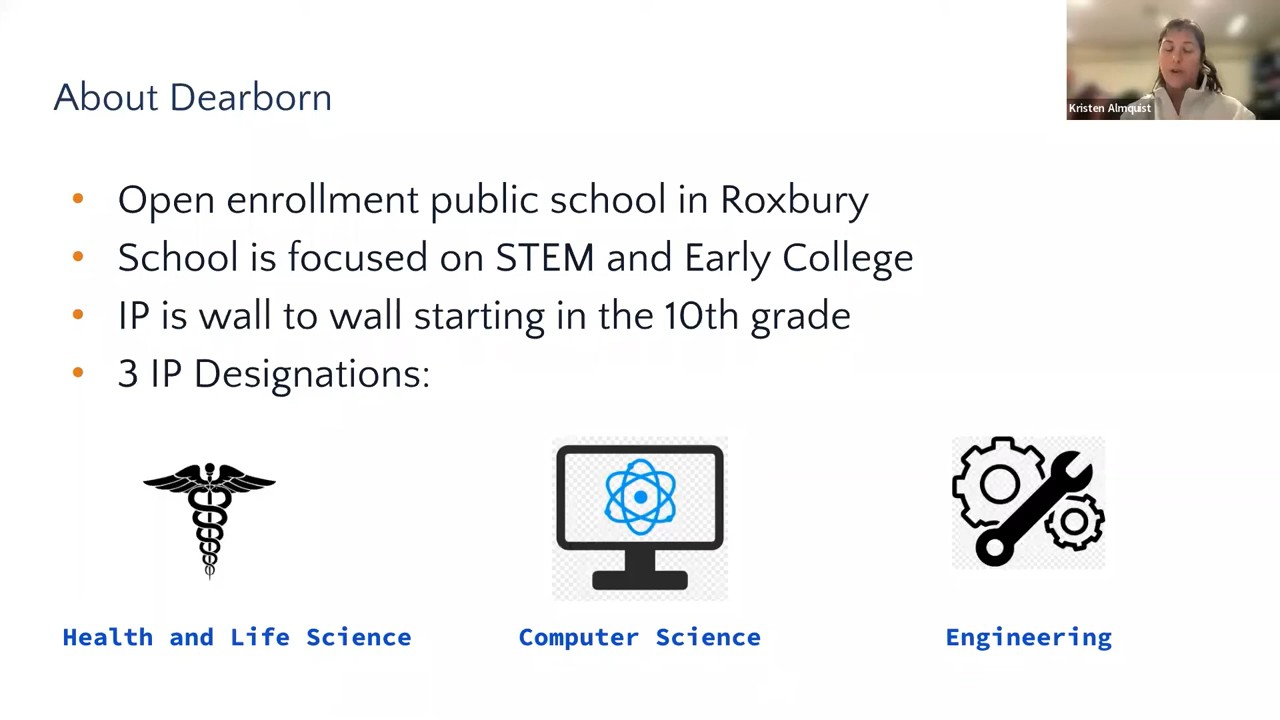 About Dearborn
Kristen Almquist
• Open enrollment public school in Roxbury
• School is focused on STEM and Early College
• IP is wall to wall starting in the 10th grade
• 3 IP Designations:
Health and Life Science
Computer Science
Engineering